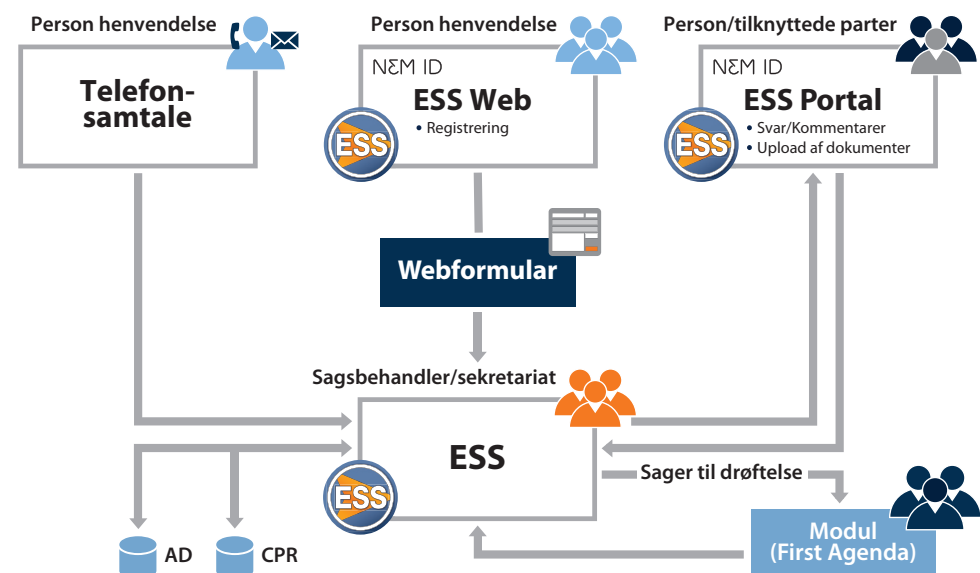 Person henvendelse
Telefon-
samtale
Person henvendelse
NEM ID
ESS Web
• Registrering
ESS
Person/tilknyttede parter
NEM ID
ESS Portal
• Svar/Kommentarer
• Upload af dokumenter
ESS
Webformular
Sagsbehandler/sekretariat
ESS
ESS
Sager til drøftelse
Modul
(First Agenda)
AD
CPR